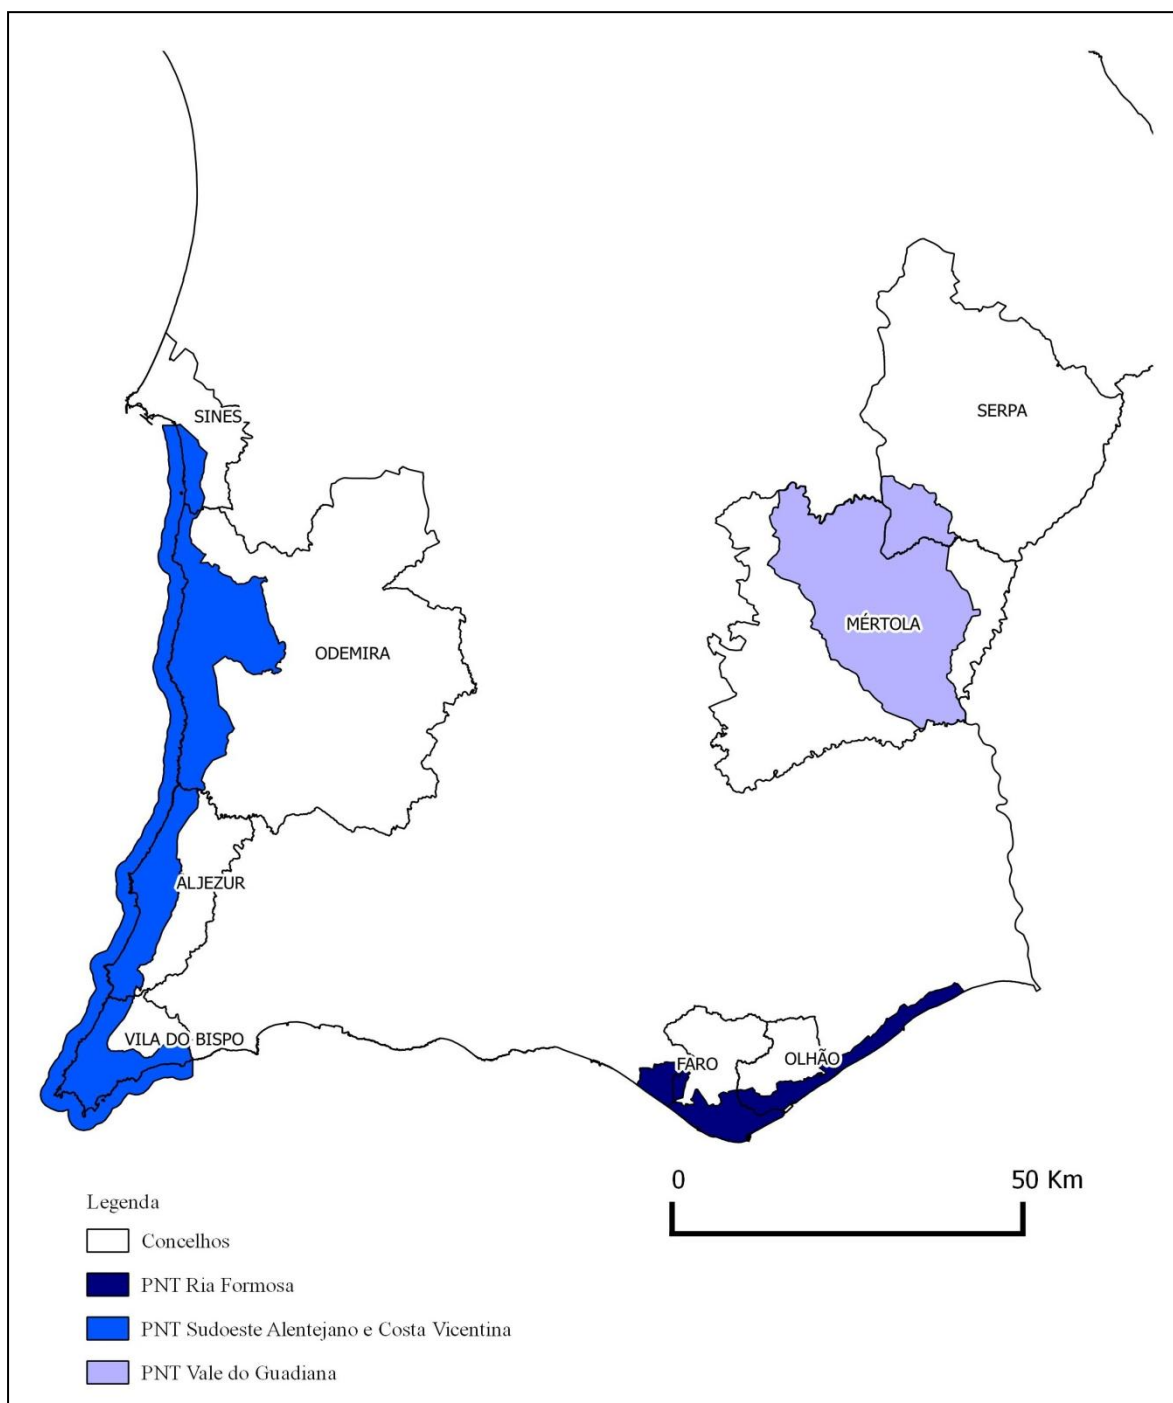 SINES
SERPA
MÉRTOLA
ODEMIRA
ALJEZUR
VILA DO BISPO
FARO
OLHÃO
0 50 Km
Legenda
Concelhos
PNT Ria Formosa
PNT Sudoeste Alentejano e Costa Vicentina
PNT Vale do Guadiana